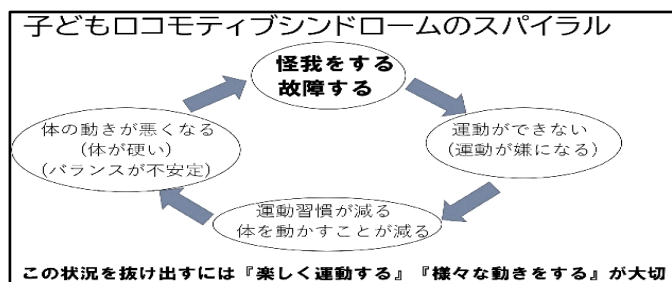 子どもロコモティブシンドロームのスパイラル
怪我をする
故障する
運動ができない
(運動が嫌になる)
運動習慣が減る
体を動かすことが減る
体の動きが悪くなる
(体が硬い)
(バランスが不安定)
この状況を抜け出すには『楽しく運動する』『様々な動きをする』が大切